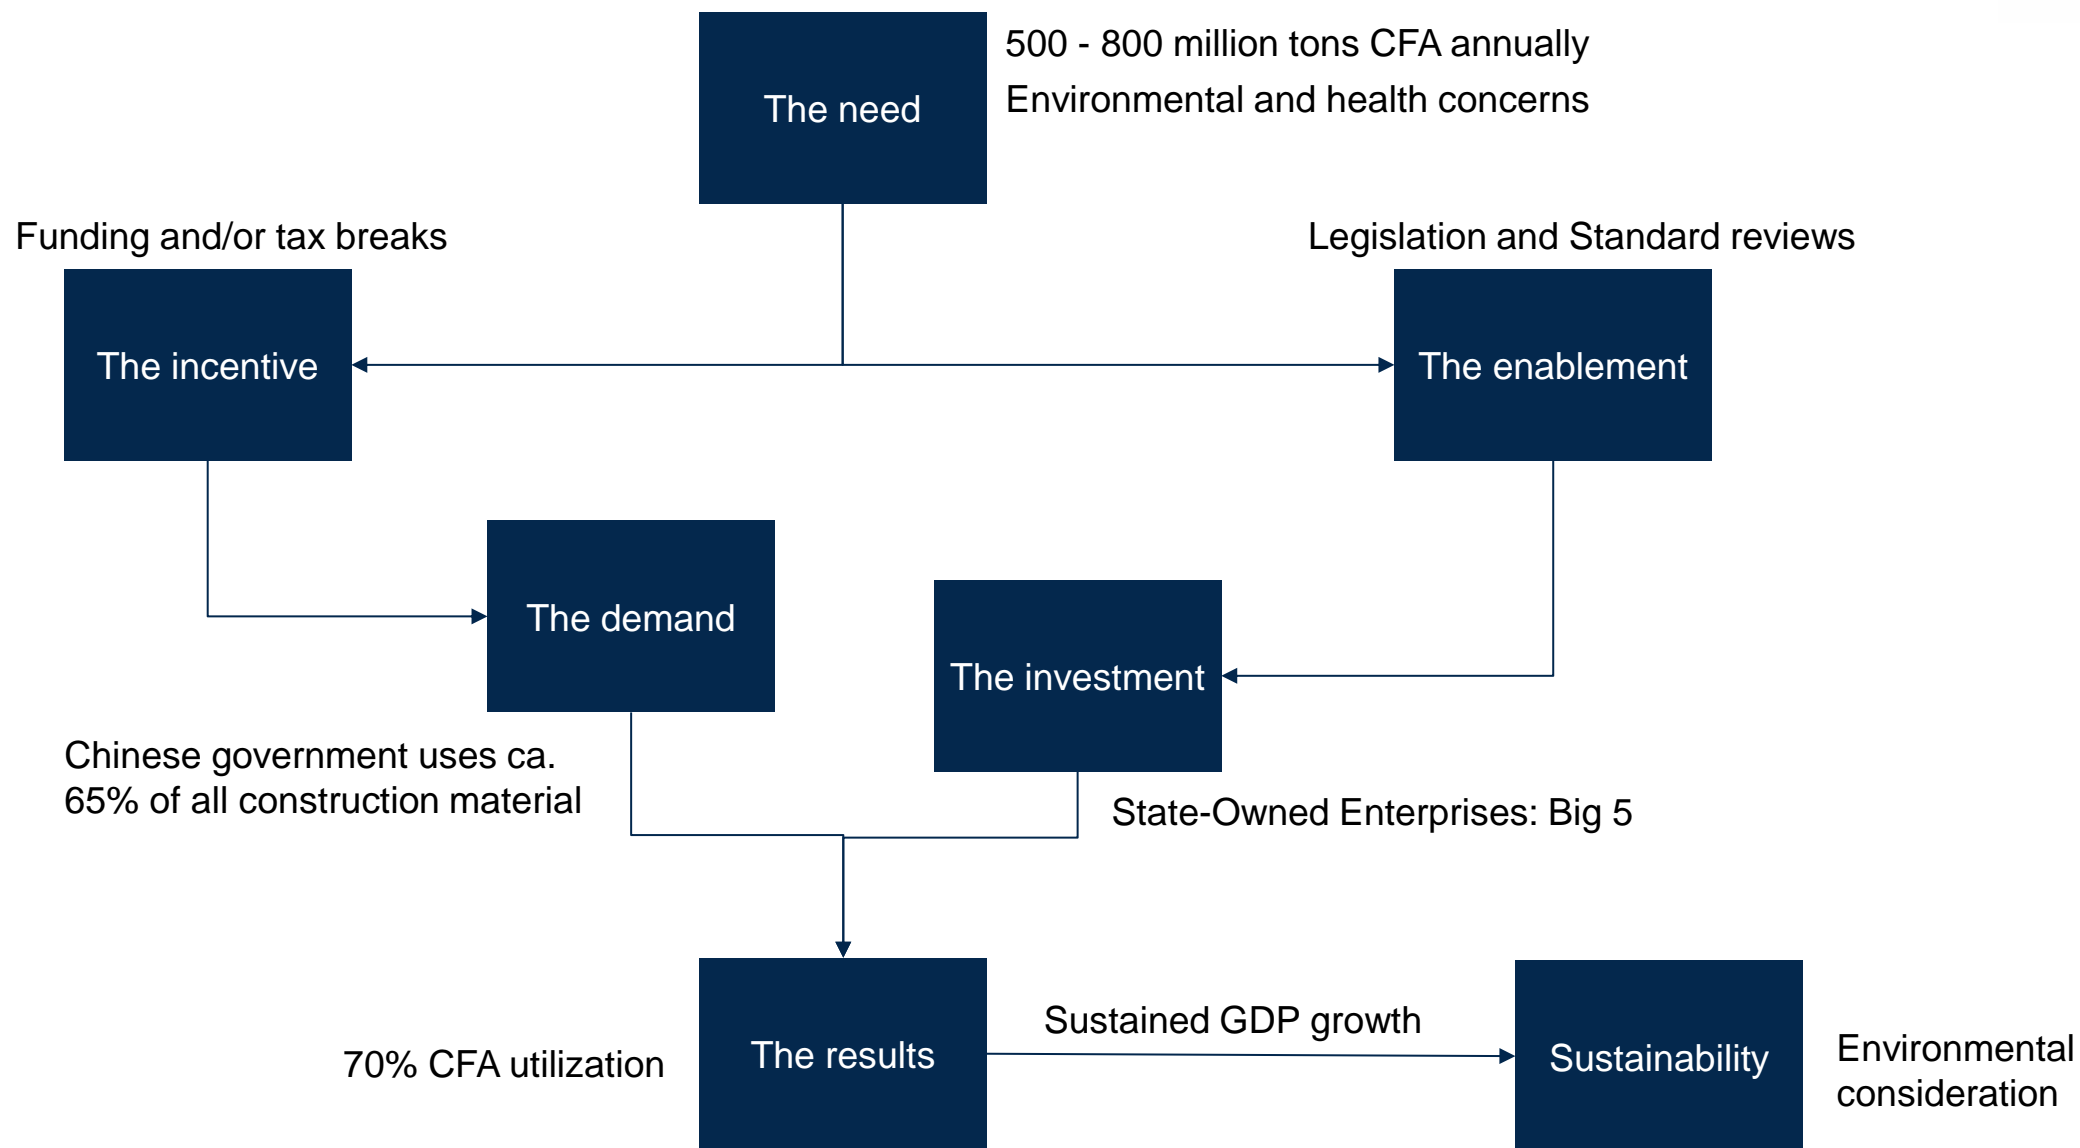 500 - 800 million tons CFA annually
Environmental and health concerns
The need
Funding and/or tax breaks
Legislation and Standard reviews
The incentive
The enablement
The demand
The investment
Chinese government uses ca.
65% of all construction material
State-Owned Enterprises: Big 5
70% CFA utilization
The results
Sustained GDP growth
Sustainability
Environmental
consideration